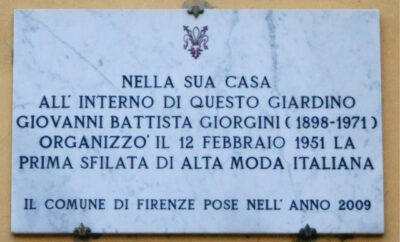 NELLA SUA CASA
ALL' INTERNO DI QUESTO GIARDINO
GIOVANNI BATTISTA GIORGINI (1898-1971)
ORGANIZZO' IL 12 FEBBRAIO 1951 LA
PRIMA SFILATA DI ALTA MODA ITALIANA
IL COMUNE DI FIRENZE POSE NELL' ANNO 2009